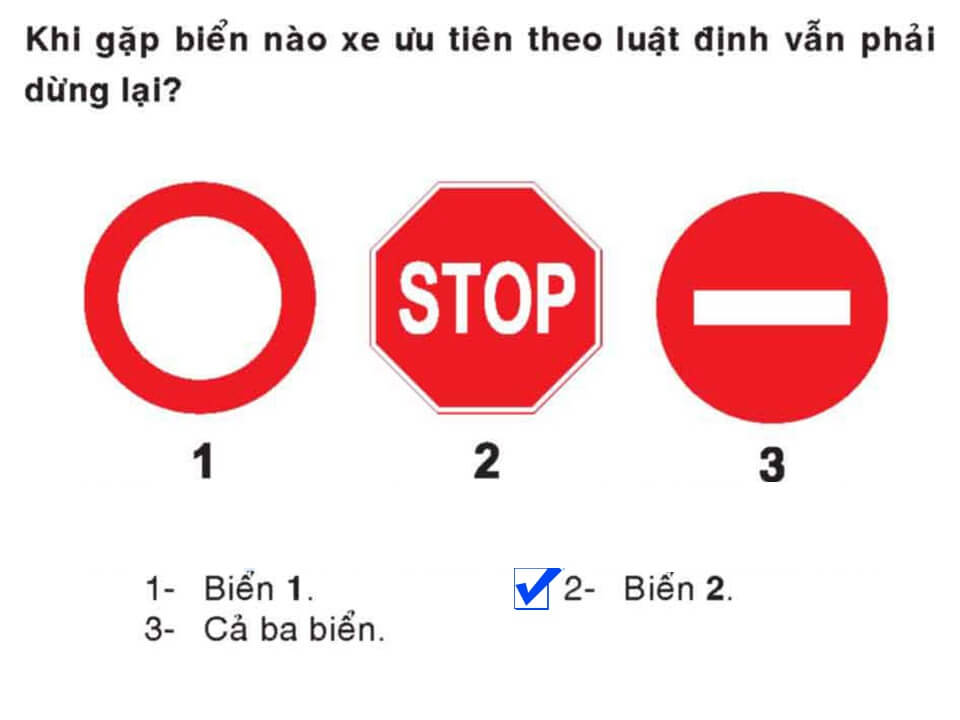 Khi gặp biển nào xe ưu tiên theo luật định vẫn phải
dừng lại?
STOP
1 2 3
1- Biển 1. 2- Biển 2.
3- Cả ba biển.